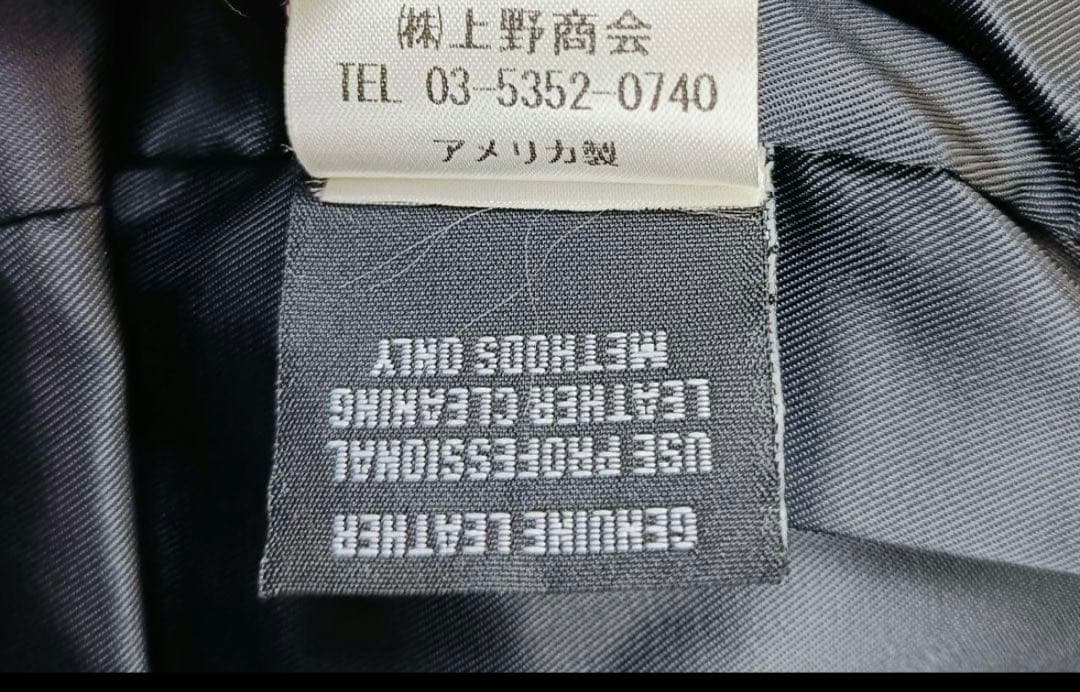 ㈱上野商会
TEL 03-5352-0740
アメリカ製
GENUINE LEATHER
USE PROFESSIONAL
LEATHER CLEANING
METHODS ONLY